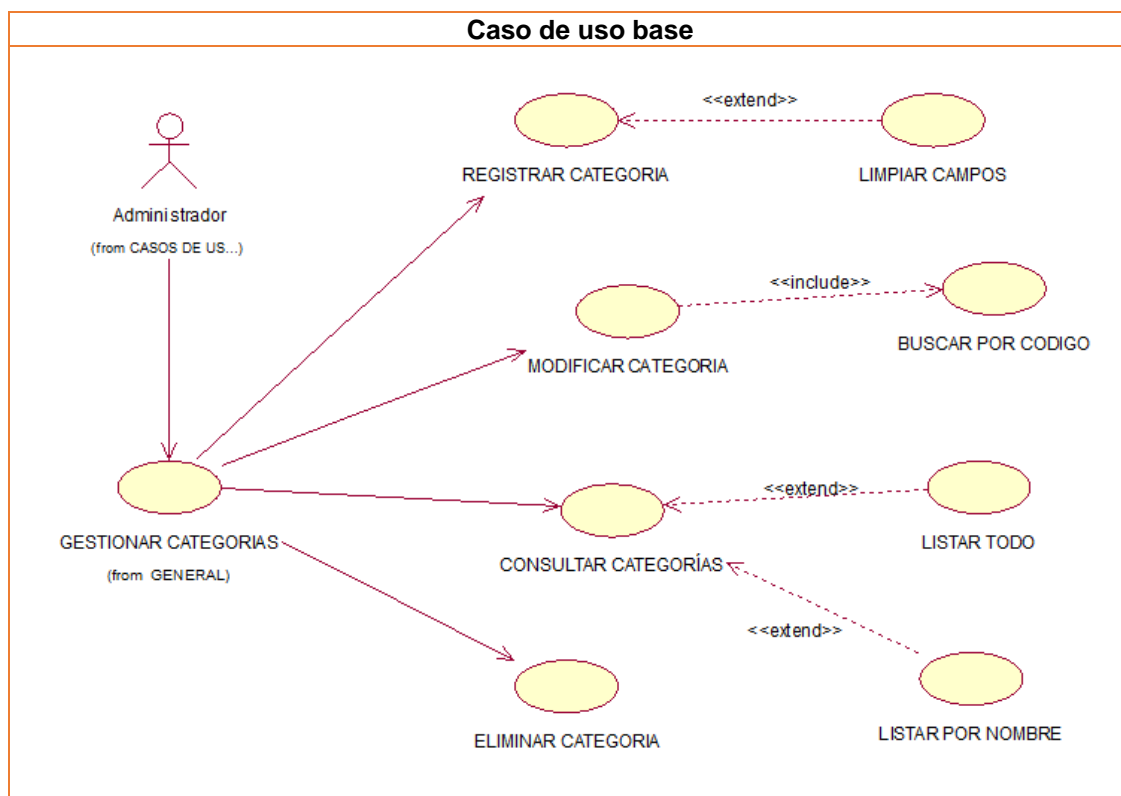 Caso de uso base
<<extend>>
REGISTRAR CATEGORIA
LIMPIAR CAMPOS
Administrador
(from CASOS DE US...)
<<include>>
BUSCAR POR CODIGO
MODIFICAR CATEGORIA
<<extend>>
GESTIONAR CATEGORIAS
(from GENERAL)
CONSULTAR CATEGORÍAS
LISTAR TODO
<<extend>>
ELIMINAR CATEGORIA
LISTAR POR NOMBRE